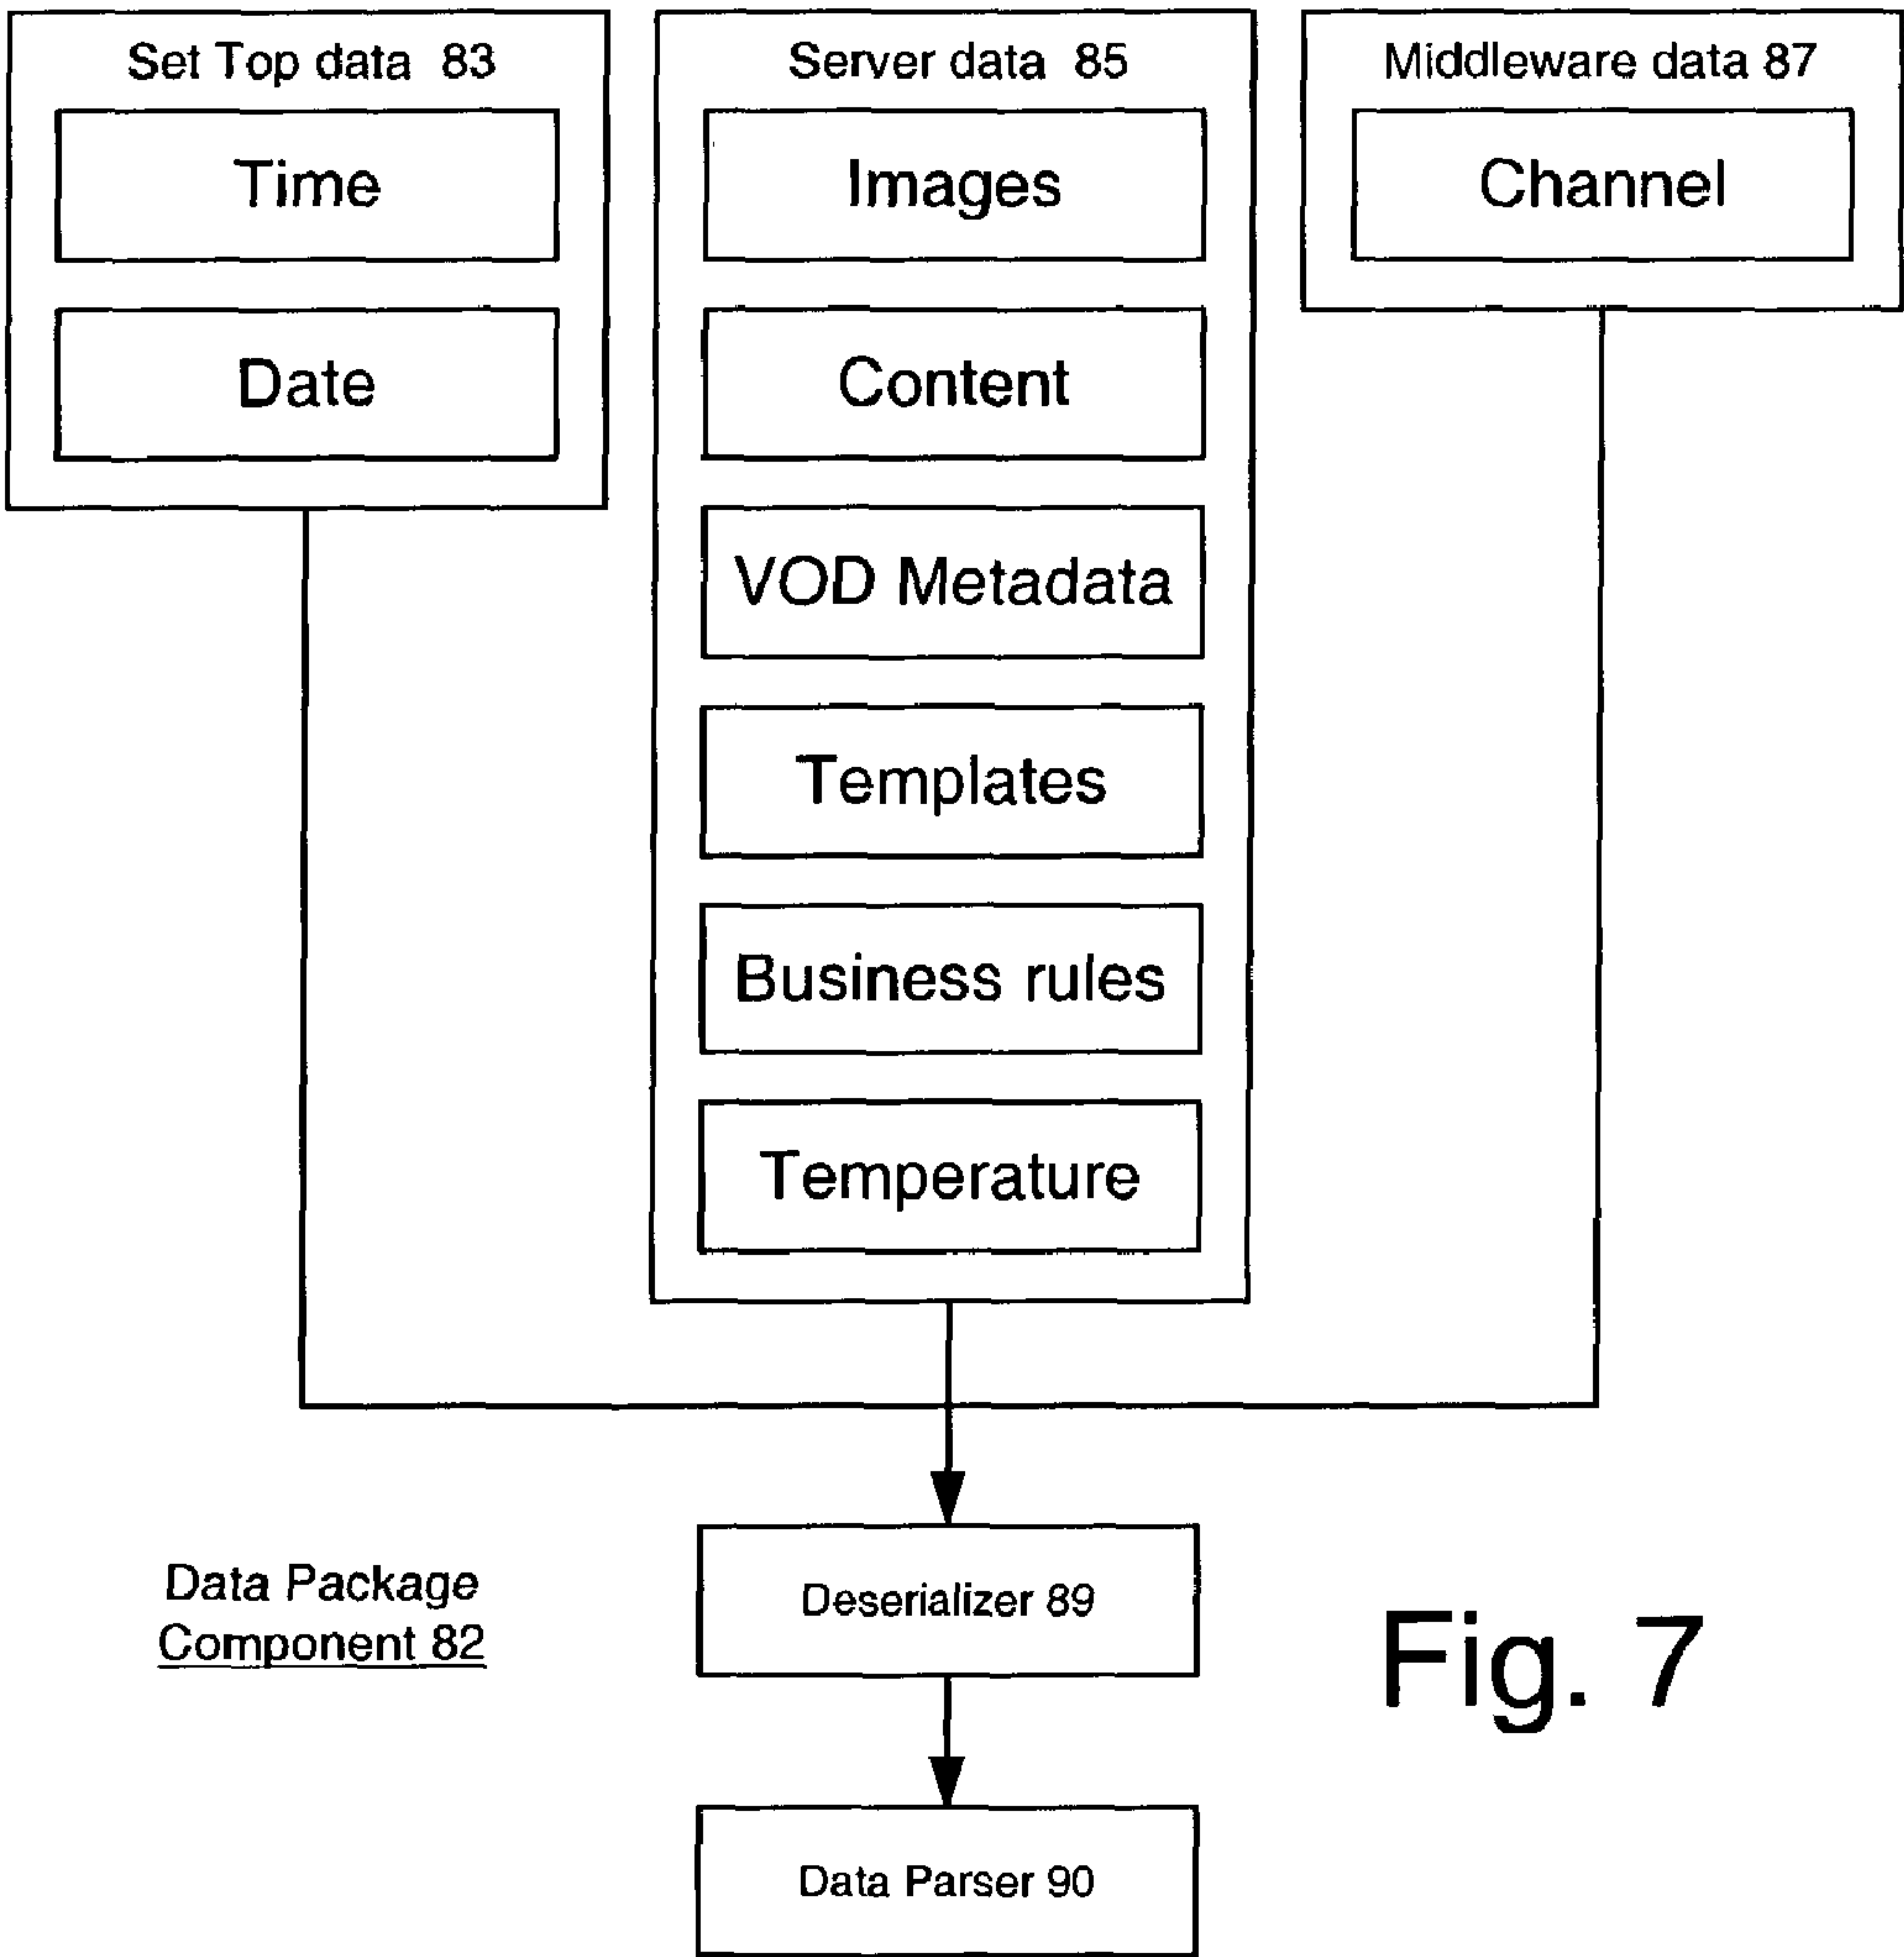 Set Top data 83
Time
Date
Server data 85
Images
Content
VOD Metadata
Templates
Business rules
Temperature
Middleware data 87
Channel
Deserializer 89
Data Parser 90
Data Package
Component 82
Fig. 7